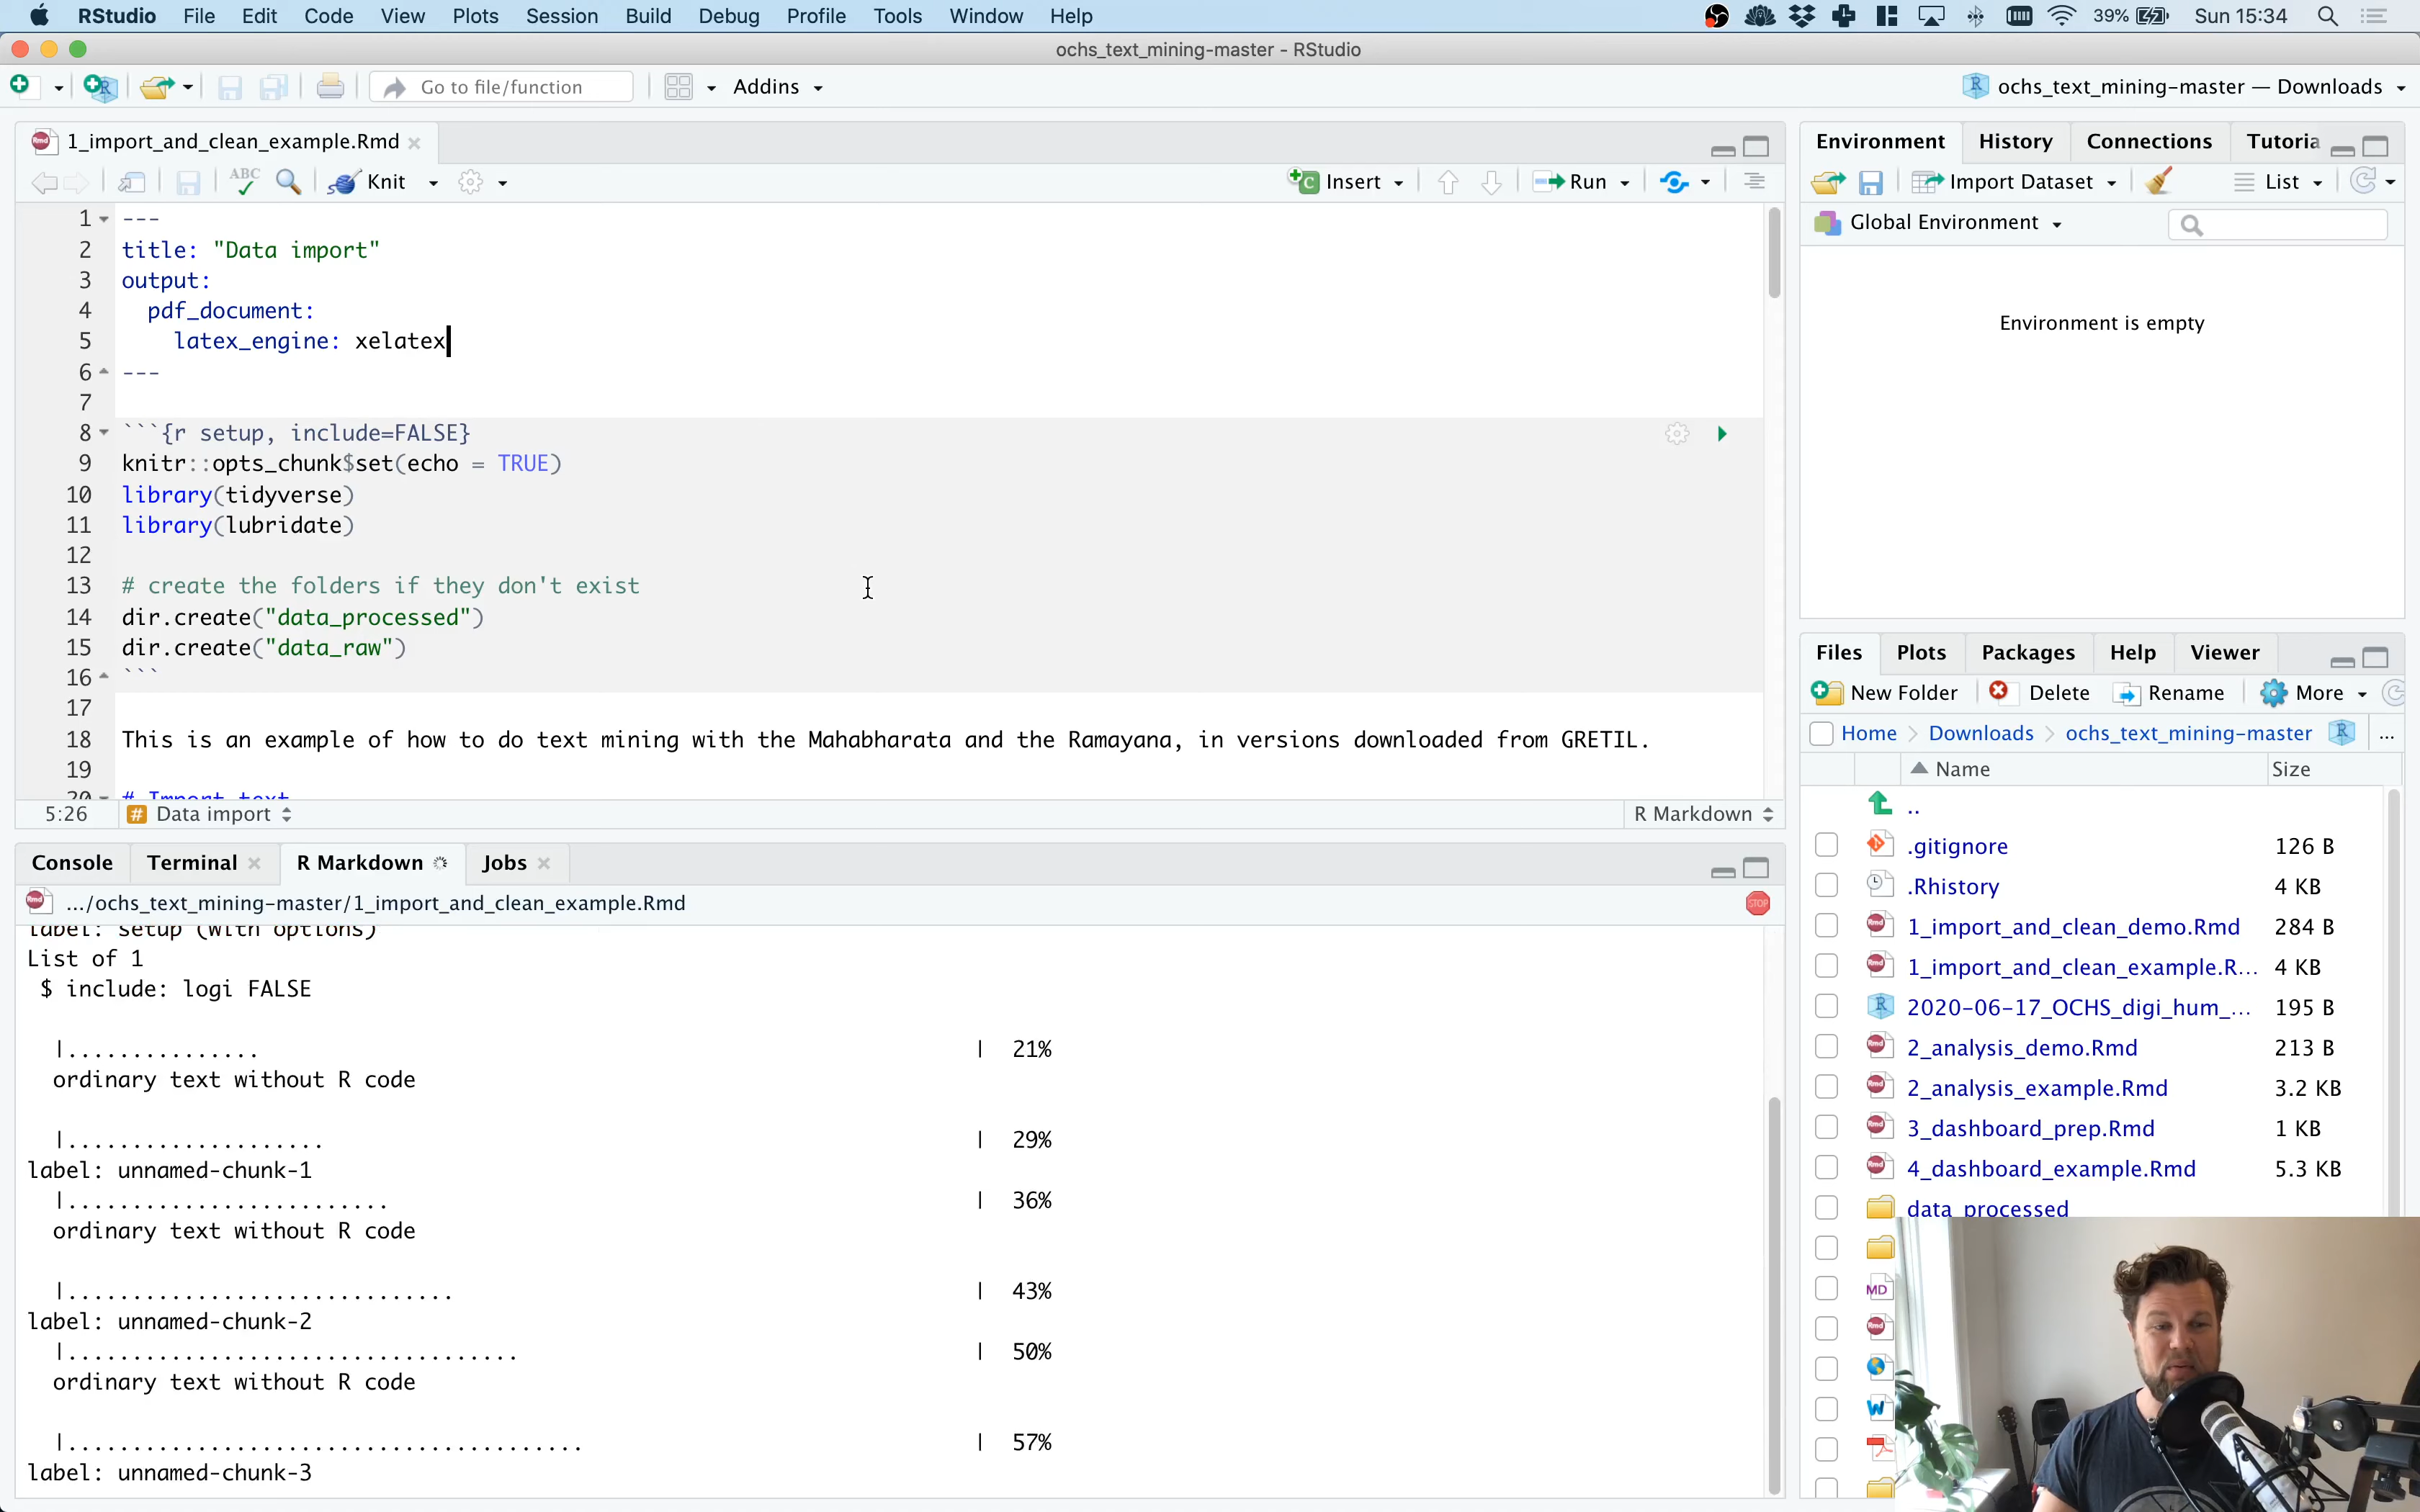 RStudio File Edit Code View Plots Session Build Debug Profile Tools Window Help 39% Sun 15:34
ochs_text_mining-master - RStudio
Go to file/function Addins ochs_text_mining-master — Downloads
1_import_and_clean_example.Rmd
ABC Knit Insert Run
1 ---
2 title: "Data import"
3 output:
4 pdf_document:
5 latex_engine: xelatex
6 ---
7
8 ```{r setup, include=FALSE}
9 knitr::opts_chunk$set(echo = TRUE)
10 library(tidyverse)
11 library(lubridate)
12
13 # create the folders if they don't exist
14 dir.create("data_processed")
15 dir.create("data_raw")
16 ```
17
18 This is an example of how to do text mining with the Mahabharata and the Ramayana, in versions downloaded from GRETIL.
19
20 # Import text
5:26 # Data import R Markdown
Console Terminal R Markdown Jobs
.../ochs_text_mining-master/1_import_and_clean_example.Rmd STOP
label: setup (with options)
List of 1
$ include: logi FALSE
|............... | 21%
ordinary text without R code
|.................... | 29%
label: unnamed-chunk-1
|......................... | 36%
ordinary text without R code
|.............................. | 43%
label: unnamed-chunk-2
|................................... | 50%
ordinary text without R code
|........................................ | 57%
label: unnamed-chunk-3
Environment History Connections Tutoria
Import Dataset List
Global Environment
Environment is empty
Files Plots Packages Help Viewer
New Folder Delete Rename More
Home Downloads ochs_text_mining-master ...
Name Size
..
.gitignore 126 B
.Rhistory 4 KB
1_import_and_clean_demo.Rmd 284 B
1_import_and_clean_example.R... 4 KB
2020-06-17_OCHS_digi_hum_... 195 B
2_analysis_demo.Rmd 213 B
2_analysis_example.Rmd 3.2 KB
3_dashboard_prep.Rmd 1 KB
4_dashboard_example.Rmd 5.3 KB
data_processed
MD
Rmd
W